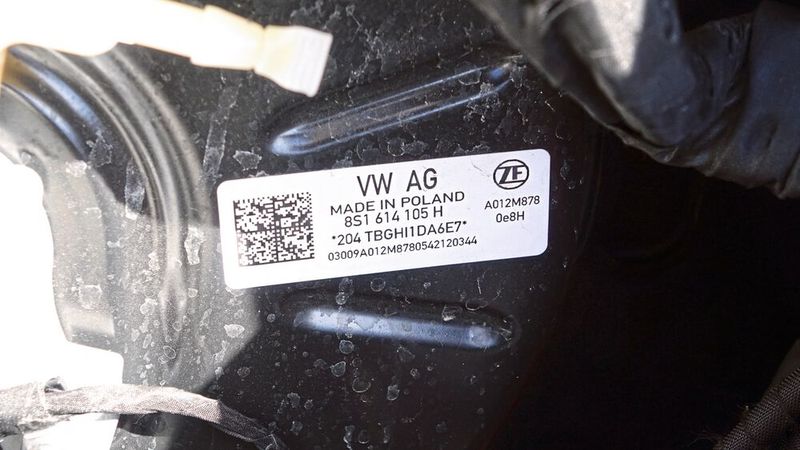 VW AG
MADE IN POLAND
8S1 614 105 H
*204 TBGHI1DA6E7*
03009A012M8780542120344
ZF
A012M878
0e8H